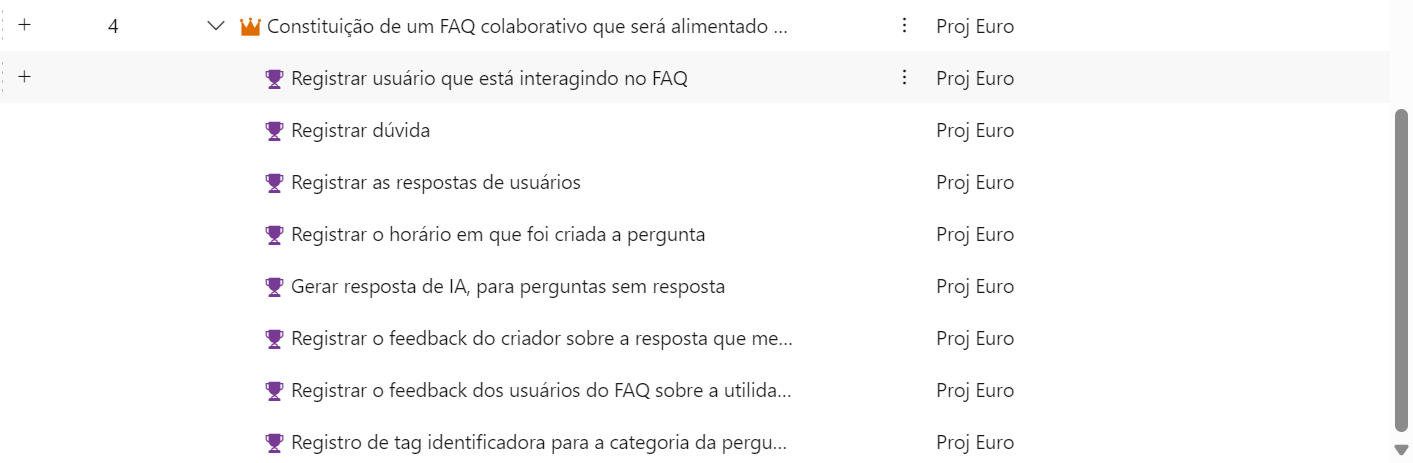 4 Constituição de um FAQ colaborativo que será alimentado ... Proj Euro
Registrar usuário que está interagindo no FAQ Proj Euro
Registrar dúvida Proj Euro
Registrar as respostas de usuários Proj Euro
Registrar o horário em que foi criada a pergunta Proj Euro
Gerar resposta de IA, para perguntas sem resposta Proj Euro
Registrar o feedback do criador sobre a resposta que me... Proj Euro
Registrar o feedback dos usuários do FAQ sobre a utilida... Proj Euro
Registro de tag identificadora para a categoria da pergu... Proj Euro